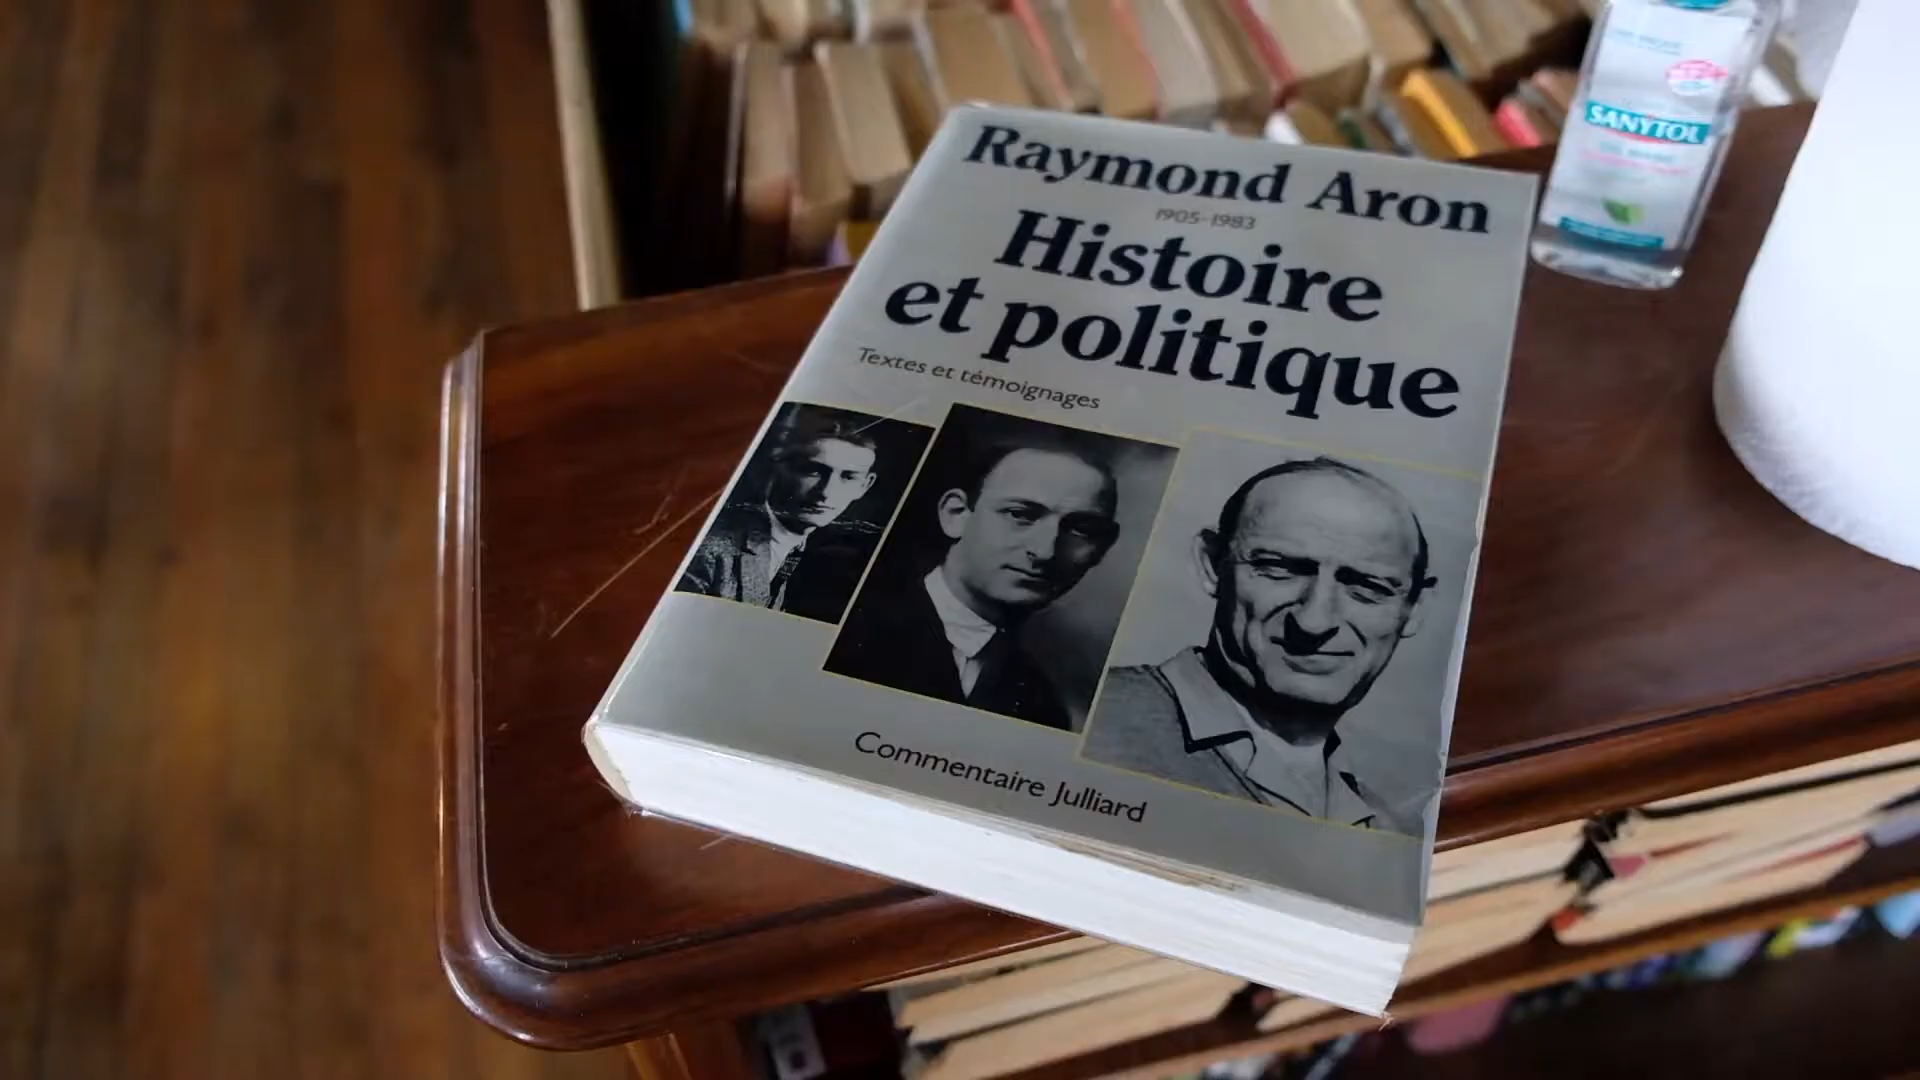 Raymond Aron
1905-1983
Histoire
et politique
Textes et témoignages
Commentaire Julliard
SANYTOL